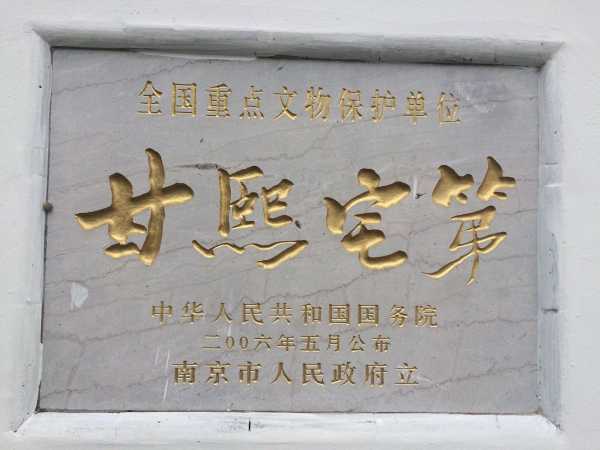 全国重点文物保护单位
甘熙宅第
中华人民共和国国务院
二00六年五月公布
南京市人民政府立